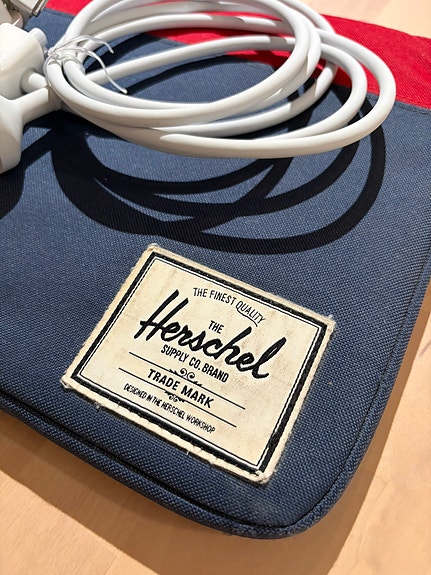 THE FINEST QUALITY
THE
Herschel
SUPPLY CO. BRAND
TRADE MARK
DESIGNED IN THE HERSCHEL WORKSHOP